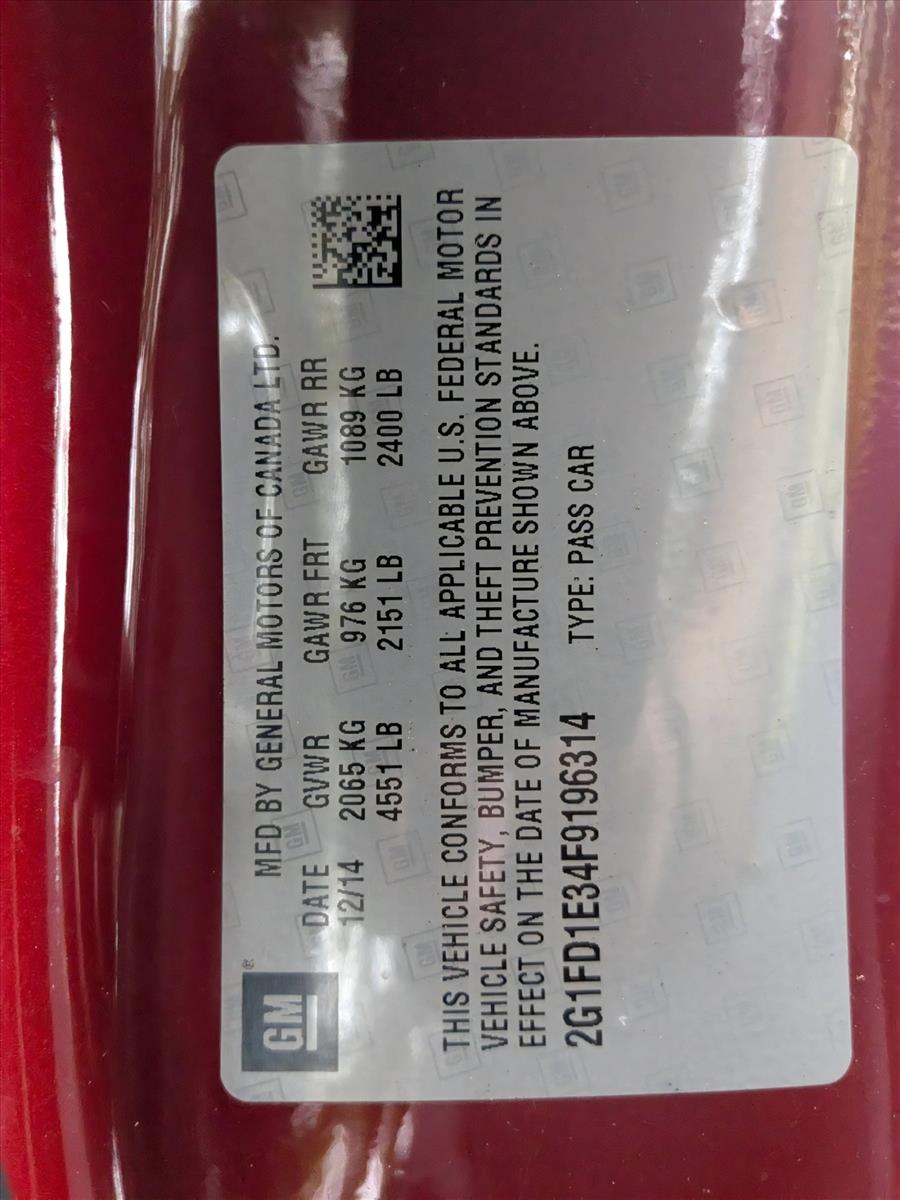 GM®
MFD BY GENERAL MOTORS OF CANADA LTD.
DATE GVWR GAWR FRT GAWR RR
12/14 2065 KG 976 KG 1089 KG
4551 LB 2151 LB 2400 LB
THIS VEHICLE CONFORMS TO ALL APPLICABLE U.S. FEDERAL MOTOR
VEHICLE SAFETY, BUMPER, AND THEFT PREVENTION STANDARDS IN
EFFECT ON THE DATE OF MANUFACTURE SHOWN ABOVE.
2G1FD1E34F9196314 TYPE: PASS CAR